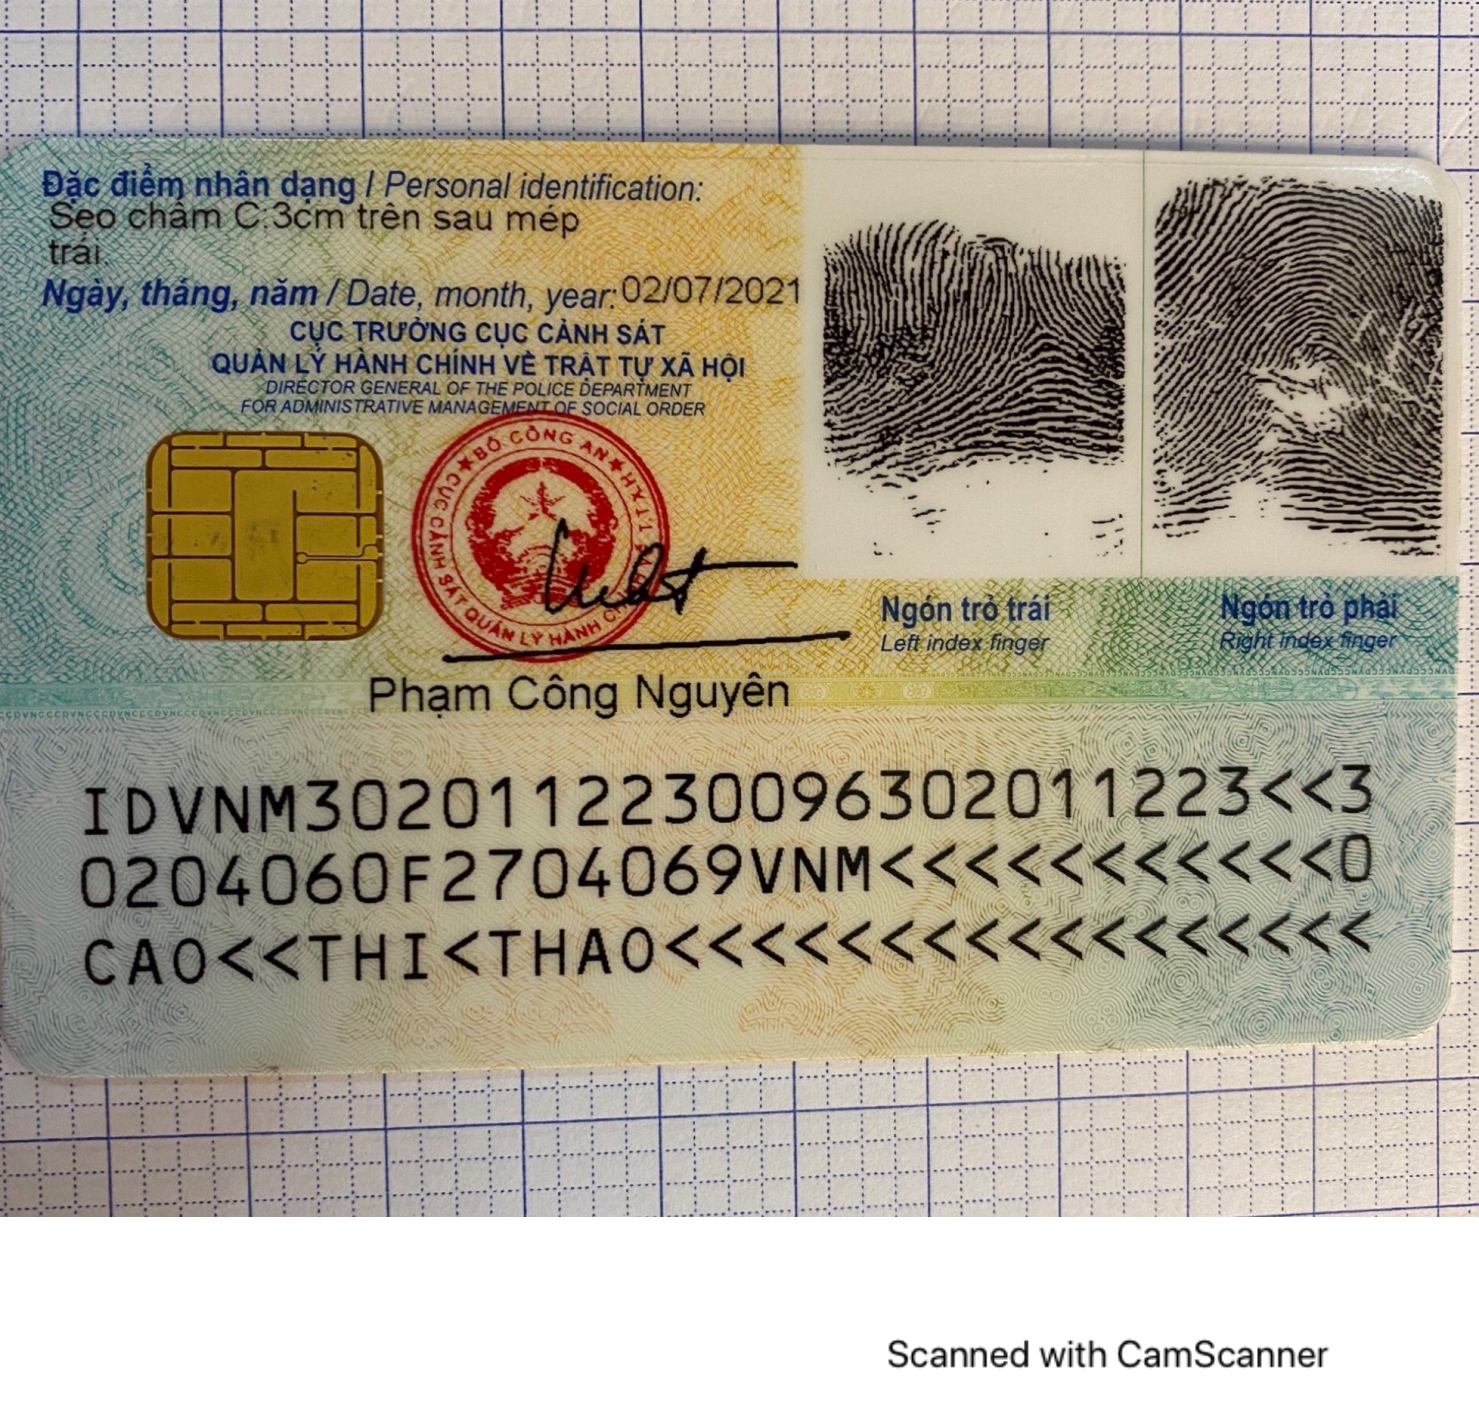 Đặc điểm nhân dạng / Personal identification:
Sẹo chấm C:3cm trên sau mép
trái
Ngày, tháng, năm / Date, month, year: 02/07/2021
CỤC TRƯỞNG CỤC CẢNH SÁT
QUẢN LÝ HÀNH CHÍNH VỀ TRẬT TỰ XÃ HỘI
DIRECTOR GENERAL OF THE POLICE DEPARTMENT
FOR ADMINISTRATIVE MANAGEMENT OF SOCIAL ORDER
BỘ CÔNG AN
CỤC CẢNH SÁT QUẢN LÝ HÀNH
Ngón trỏ trái
Left index finger
Ngón trỏ phải
Right index finger
Phạm Công Nguyên
IDVNM3020112230096302011223<<3
0204060F2704069VNM<<<<<<<<<<<0
CAO<<THI<THAO<<<<<<<<<<<<<<<<<
Scanned with CamScanner